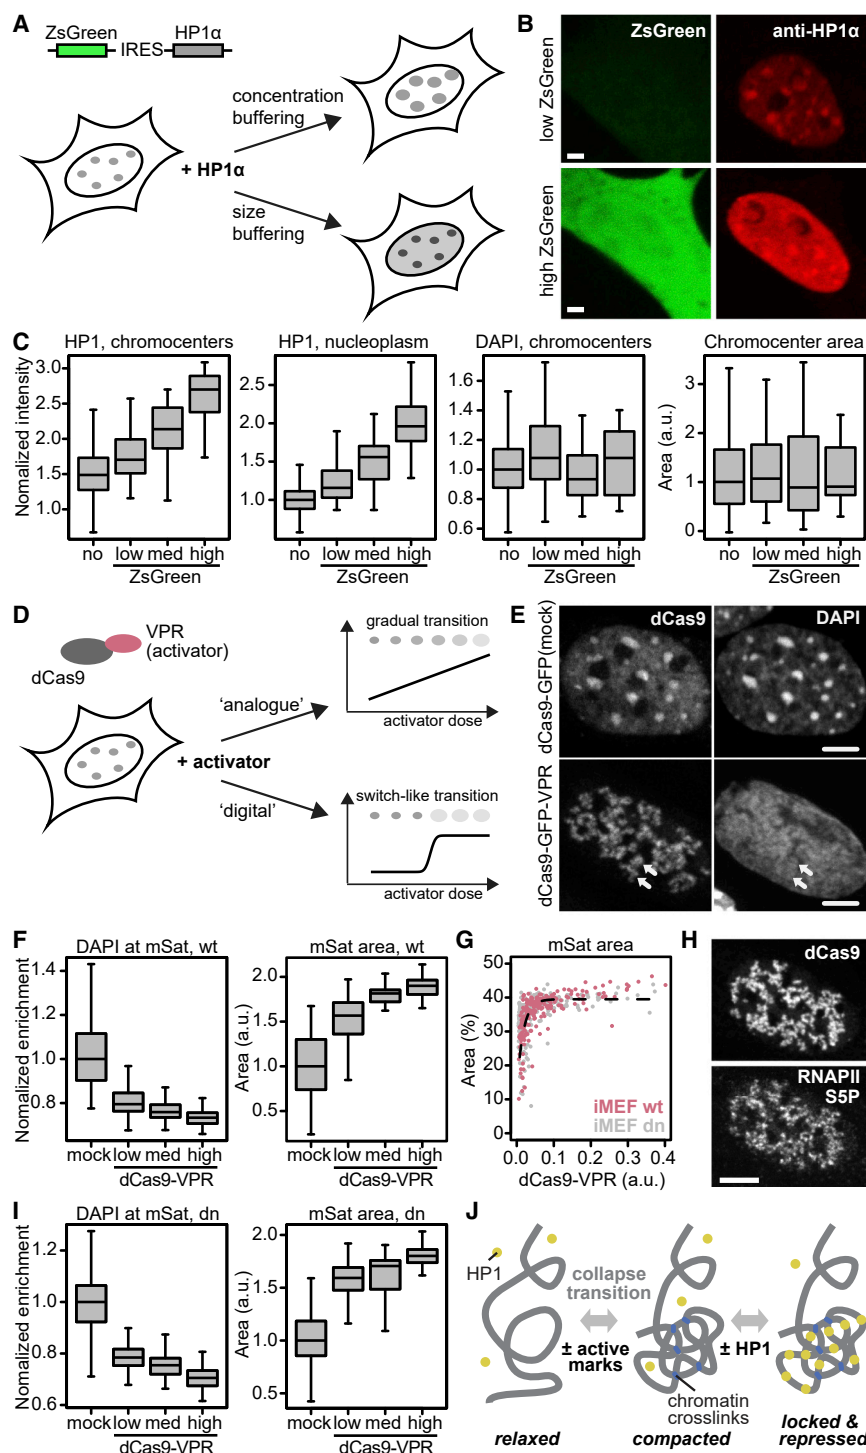 A
ZsGreen
IRES
HP1α
+ HP1α
concentration
buffering
size
buffering
B
ZsGreen
anti-HP1α
low ZsGreen
high ZsGreen
C
HP1, chromocenters
Nomalized intensity
3.0
2.5
2.0
1.5
1.0
no low med high
ZsGreen
HP1, nucleoplasm
2.5
2.0
1.5
1.0
no low med high
ZsGreen
DAPI, chromocenters
1.6
1.4
1.2
1.0
0.8
0.6
no low med high
ZsGreen
Chromocenter area
Area (a.u.)
3
2
1
0
no low med high
ZsGreen
D
VPR
(activator)
dCas9
+ activator
'analogue'
'digital'
gradual transition
activator dose
switch-like transition
activator dose
E
dCas9
DAPI
dCas9-GFP(mock)
dCas9-GFP-VPR
F
DAPI at mSat, wt
Nomalized enrichment
1.4
1.2
1.0
0.8
mock low med high
dCas9-VPR
mSat area, wt
Area (a.u.)
2.0
1.5
1.0
0.5
mock low med high
dCas9-VPR
G
mSat area
Area (%)
50
40
30
20
10
0
iMEF wt
iMEF dn
0.0 0.1 0.2 0.3 0.4
dCas9-VPR (a.u.)
H
dCas9
RNAPII
S5P
I
DAPI at mSat, dn
Nomalized enrichment
1.2
1.0
0.8
0.6
mock low med high
dCas9-VPR
mSat area, dn
Area (a.u.)
2.0
1.5
1.0
0.5
mock low med high
dCas9-VPR
J
HP1
collapse
transition
± active
marks
± HP1
chromatin
crosslinks
relaxed
compacted
locked &
repressed